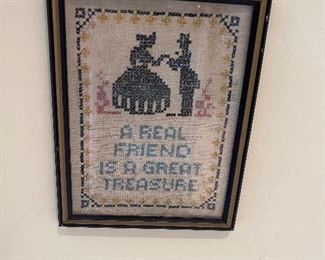 A REAL
FRIEND
IS A GREAT
TREASURE